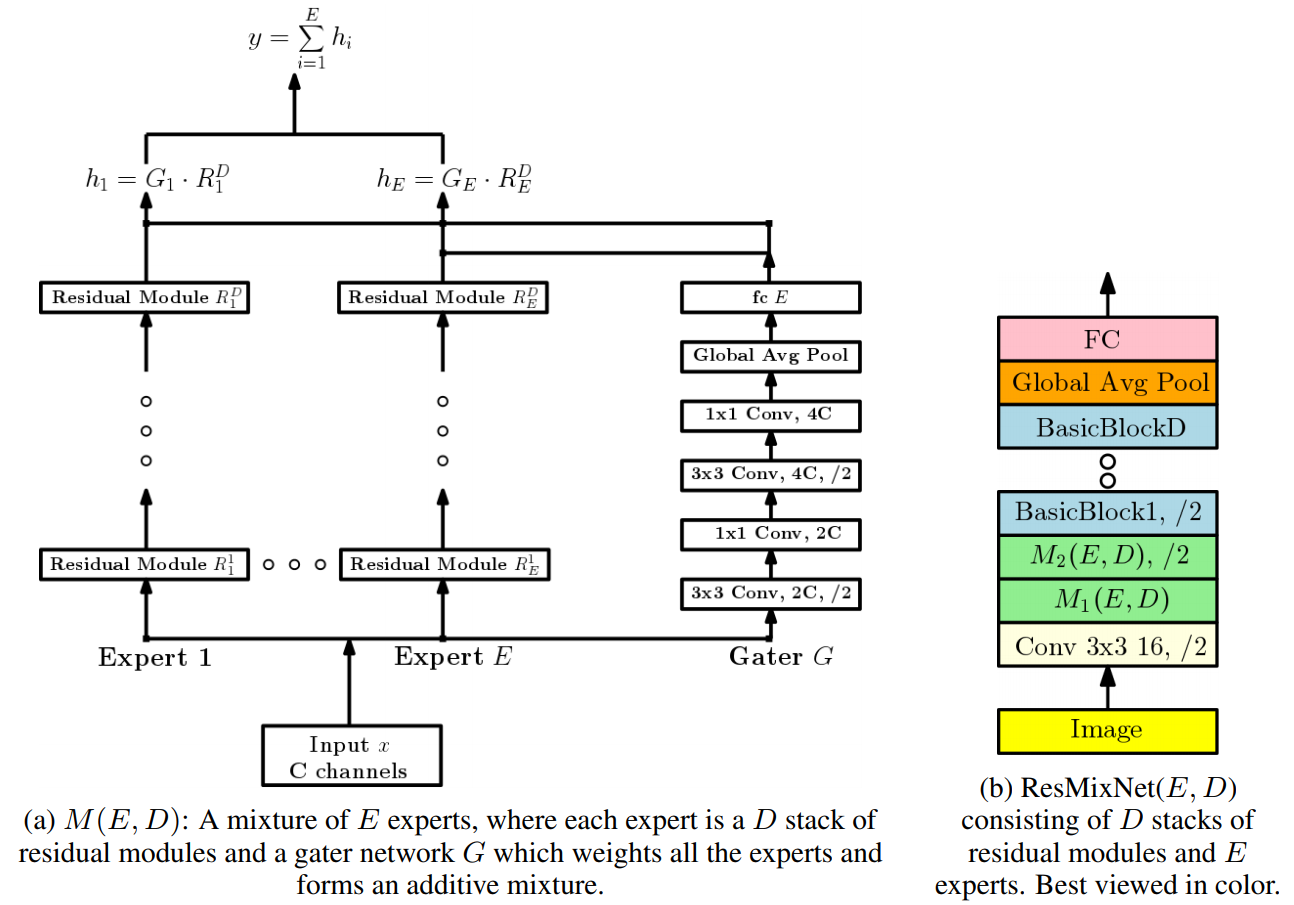 y = \sum_{i=1}^{E} h_i
h_1 = G_1 · R_1^D
h_E = G_E · R_E^D
Residual Module R_1^D
Residual Module R_E^D
fc E
Global Avg Pool
1x1 Conv, 4C
3x3 Conv, 4C, /2
1x1 Conv, 2C
3x3 Conv, 2C, /2
Residual Module R_1^1
Residual Module R_E^1
Expert 1
Expert E
Gater G
Input x
C channels
(a) M(E, D): A mixture of E experts, where each expert is a D stack of
residual modules and a gater network G which weights all the experts and
forms an additive mixture.
FC
Global Avg Pool
BasicBlockD
BasicBlock1, /2
M_2(E, D), /2
M_1(E, D)
Conv 3x3 16, /2
Image
(b) ResMixNet(E, D)
consisting of D stacks of
residual modules and E
experts. Best viewed in color.